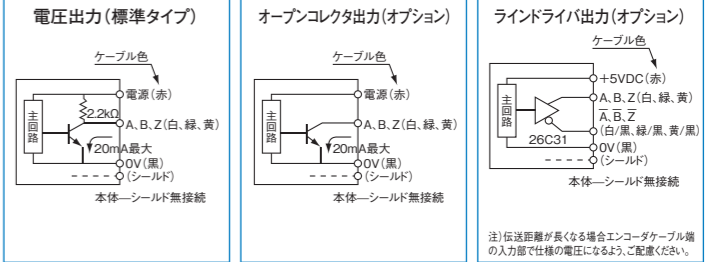 電圧出力(標準タイプ)
ケーブル色
電源(赤)
2.2kΩ
主回路
A、B、Z(白、緑、黄)
20mA最大
0V(黒)
(シールド)
本体―シールド無接続
オープンコレクタ出力(オプション)
ケーブル色
電源(赤)
主回路
A、B、Z(白、緑、黄)
20mA最大
0V(黒)
(シールド)
本体―シールド無接続
ラインドライバ出力(オプション)
ケーブル色
+5VDC(赤)
主回路
A、B、Z(白、緑、黄)
A̅、B̅、Z̅
(白/黒、緑/黒、黄/黒)
26C31
0V(黒)
(シールド)
本体―シールド無接続
注)伝送距離が長くなる場合エンコーダケーブル端
の入力部で仕様の電圧になるよう、ご配慮ください。